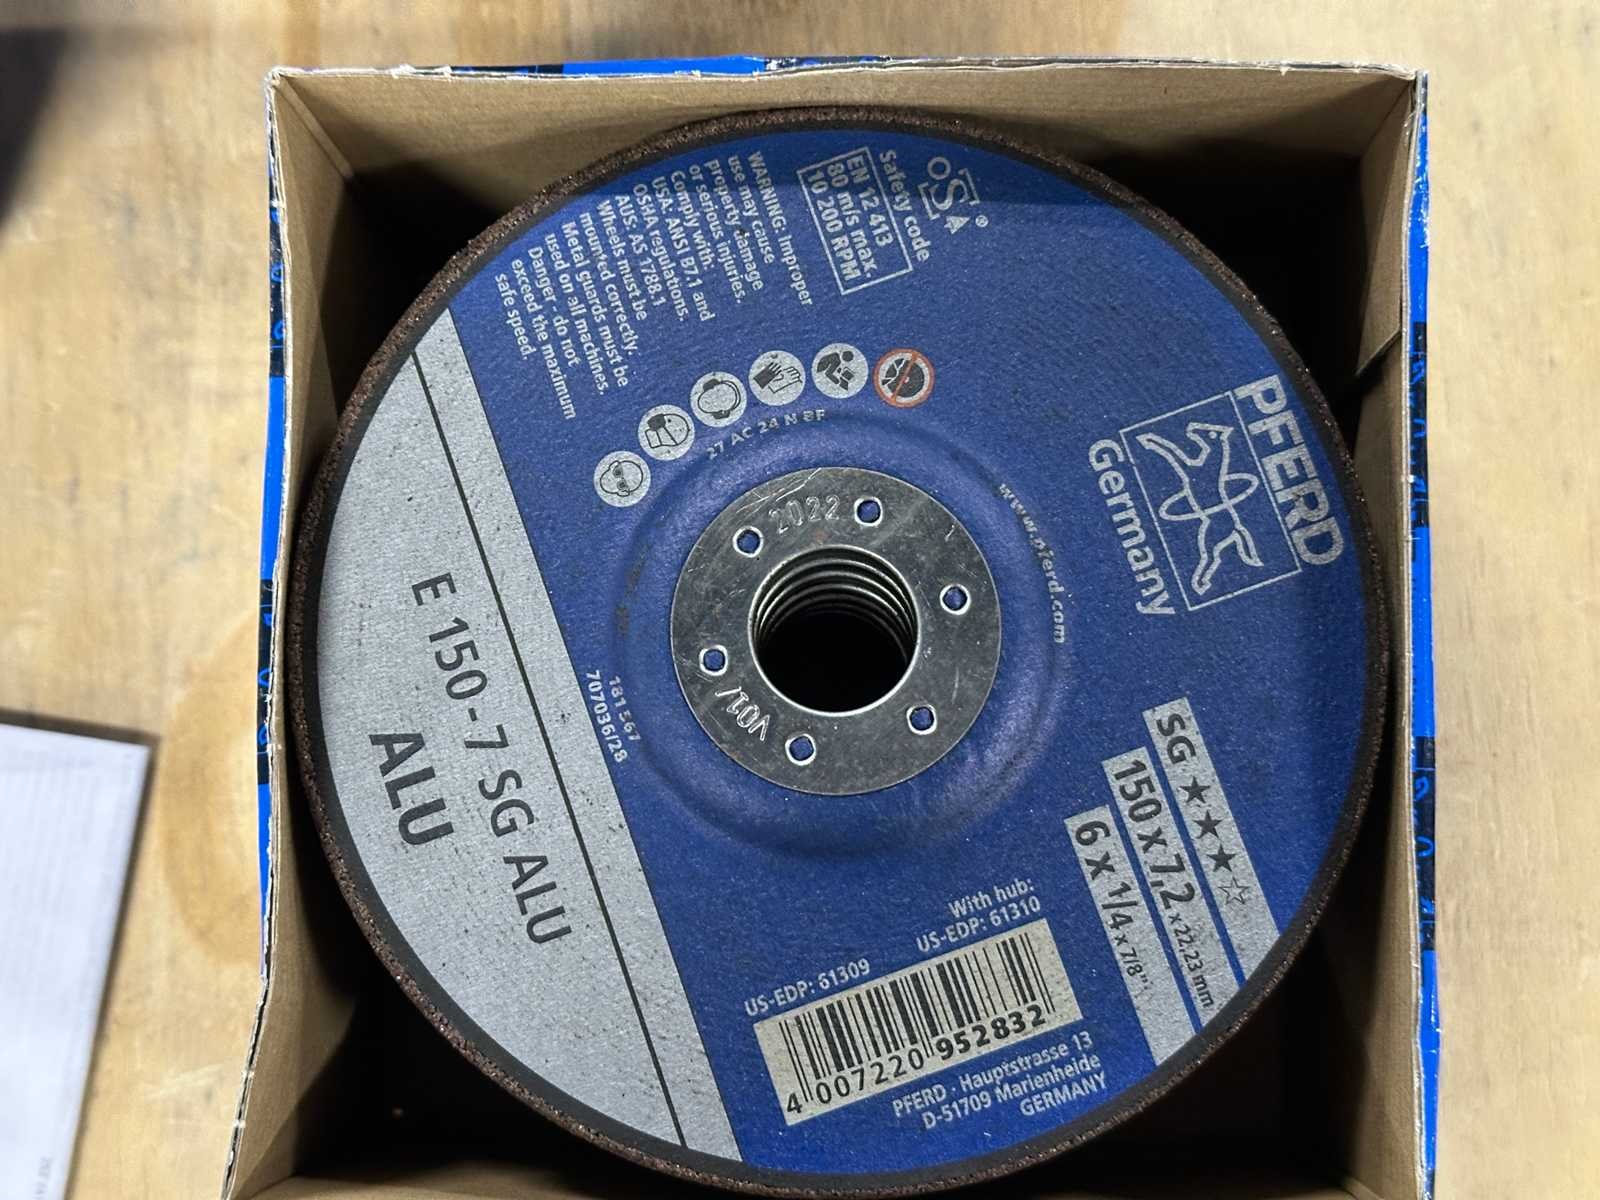 OSA®
Safety code
EN 12 413
80 m/s max.
10 200 RPM
WARNING: Improper
use may cause
property damage
or serious injuries.
Comply with:
USA: ANSI B7.1 and
OSHA regulations.
AUS: AS 1788.1
Wheels must be
mounted correctly.
Metal guards must be
used on all machines.
Danger - do not
exceed the maximum
safe speed.
27 AC 24 N BF
PFERD
Germany
www.pferd.com
2022
V01/
E 150-7 SG ALU
ALU
181567
707036/28
SG ★★★☆
150 x 7,2 x 22,23 mm
6 x 1/4 x 7/8"
With hub:
US-EDP: 61310
US-EDP: 61309
4 007220 952832
PFERD · Hauptstrasse 13
D-51709 Marienheide
GERMANY